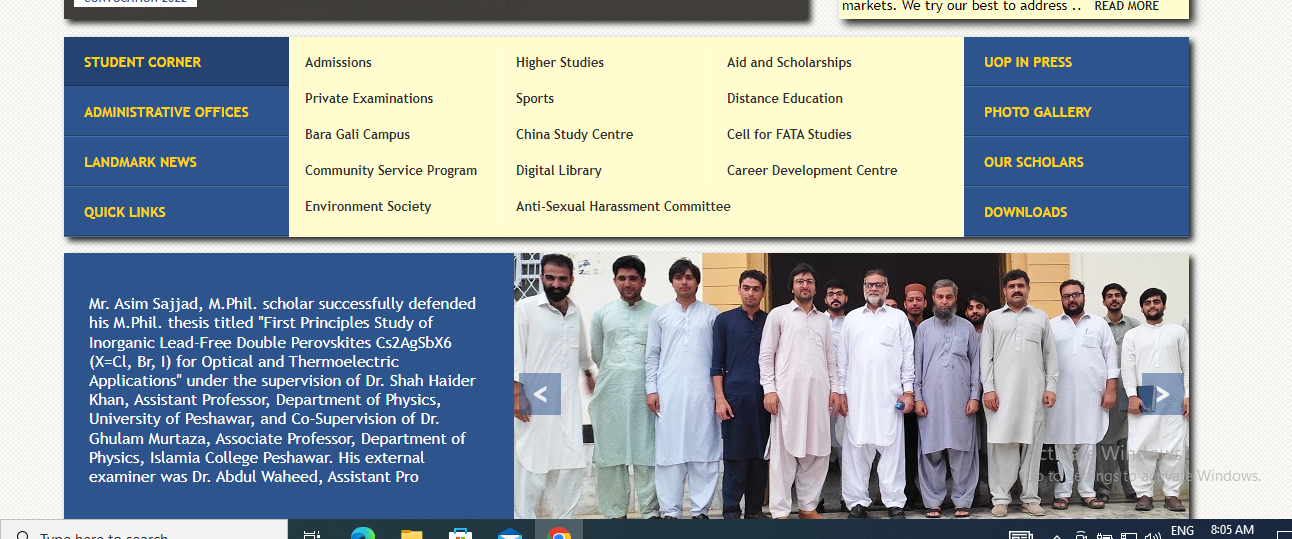 CONVOCATION 2022
markets. We try our best to address .. READ MORE
STUDENT CORNER
ADMINISTRATIVE OFFICES
LANDMARK NEWS
QUICK LINKS
Admissions Higher Studies Aid and Scholarships
Private Examinations Sports Distance Education
Bara Gali Campus China Study Centre Cell for FATA Studies
Community Service Program Digital Library Career Development Centre
Environment Society Anti-Sexual Harassment Committee
UOP IN PRESS
PHOTO GALLERY
OUR SCHOLARS
DOWNLOADS
Mr. Asim Sajjad, M.Phil. scholar successfully defended
his M.Phil. thesis titled "First Principles Study of
Inorganic Lead-Free Double Perovskites Cs2AgSbX6
(X=Cl, Br, I) for Optical and Thermoelectric
Applications" under the supervision of Dr. Shah Haider
Khan, Assistant Professor, Department of Physics,
University of Peshawar, and Co-Supervision of Dr.
Ghulam Murtaza, Associate Professor, Department of
Physics, Islamia College Peshawar. His external
examiner was Dr. Abdul Waheed, Assistant Pro
< >
Windows
to activate Windows.
Type here to search
ENG 8:05 AM